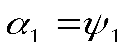 α₁ = ψ₁